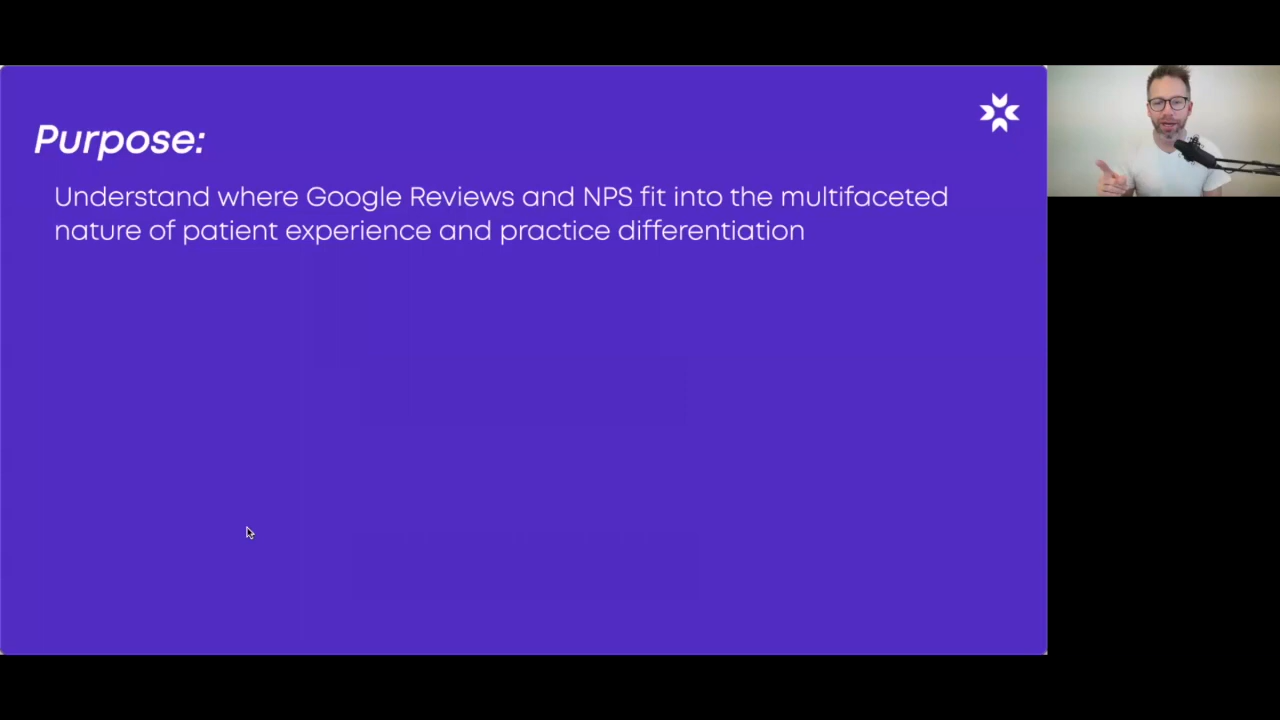 Purpose:
Understand where Google Reviews and NPS fit into the multifaceted
nature of patient experience and practice differentiation